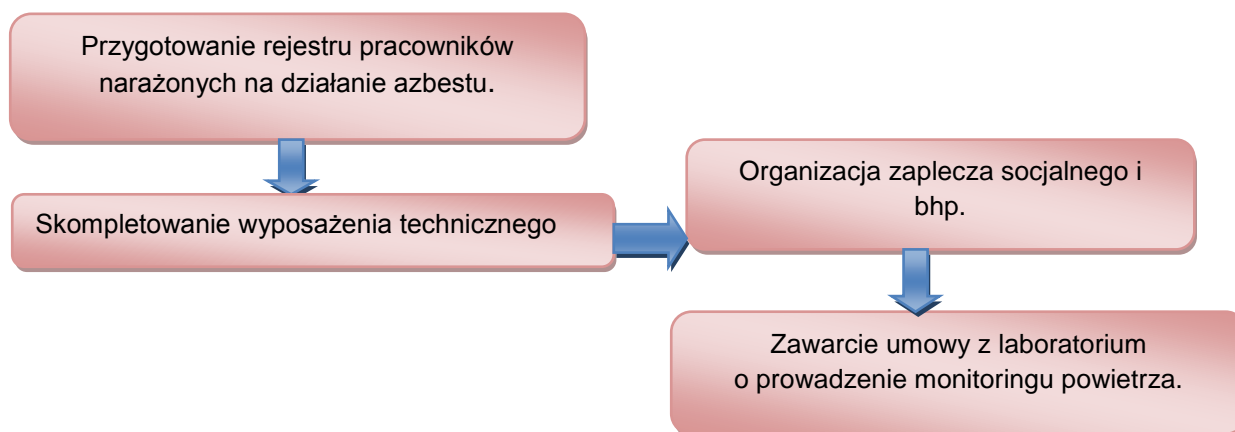 Przygotowanie rejestru pracowników
narażonych na działanie azbestu.
Skompletowanie wyposażenia technicznego
Organizacja zaplecza socjalnego i
bhp.
Zawarcie umowy z laboratorium
o prowadzenie monitoringu powietrza.